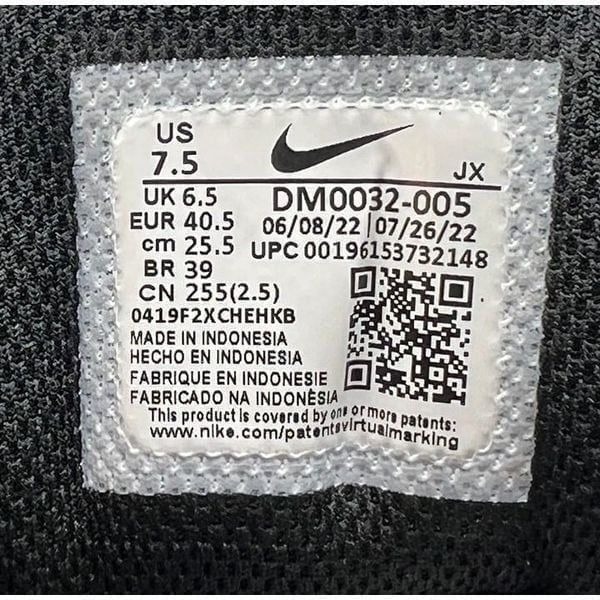 US
7.5
JX
UK 6.5
EUR 40.5
cm 25.5
BR 39
CN 255(2.5)
DM0032-005
06/08/22 | 07/26/22
UPC 00196153732148
0419F2XCHEHKB
MADE IN INDONESIA
HECHO EN INDONESIA
FABRIQUE EN INDONESIE
FABRICADO NA INDONÈSIA
This product is covered by one or more patents:
www.nike.com/patentsvirtualmarking